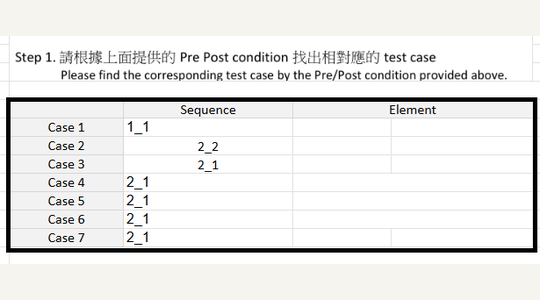 Step 1. 請根據上面提供的 Pre Post condition 找出相對應的 test case
Please find the corresponding test case by the Pre/Post condition provided above.
Sequence Element
Case 1 1_1
Case 2 2_2
Case 3 2_1
Case 4 2_1
Case 5 2_1
Case 6 2_1
Case 7 2_1